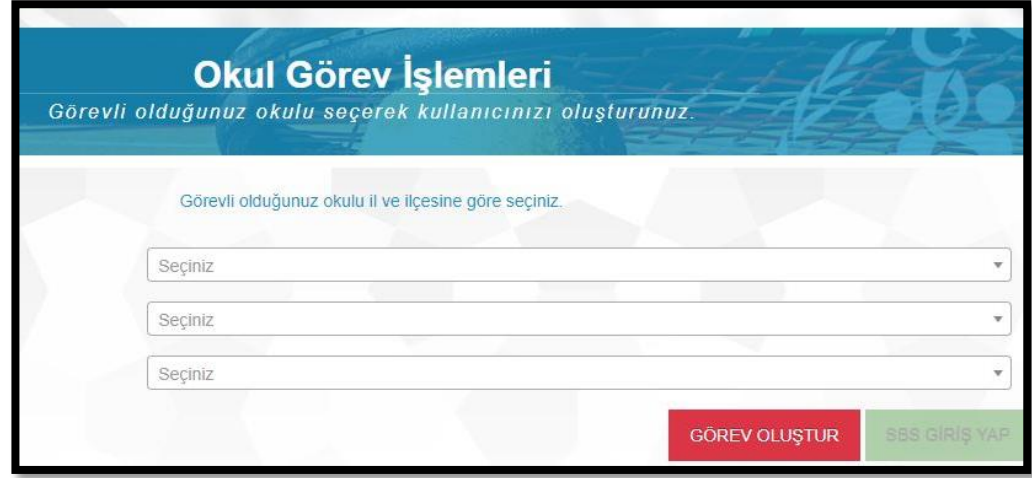 Okul Görev İşlemleri
Görevli olduğunuz okulu seçerek kullanıcınızı oluşturunuz.
Görevli olduğunuz okulu il ve ilçesine göre seçiniz.
Seçiniz
Seçiniz
Seçiniz
GÖREV OLUŞTUR SBS GİRİŞ YAP